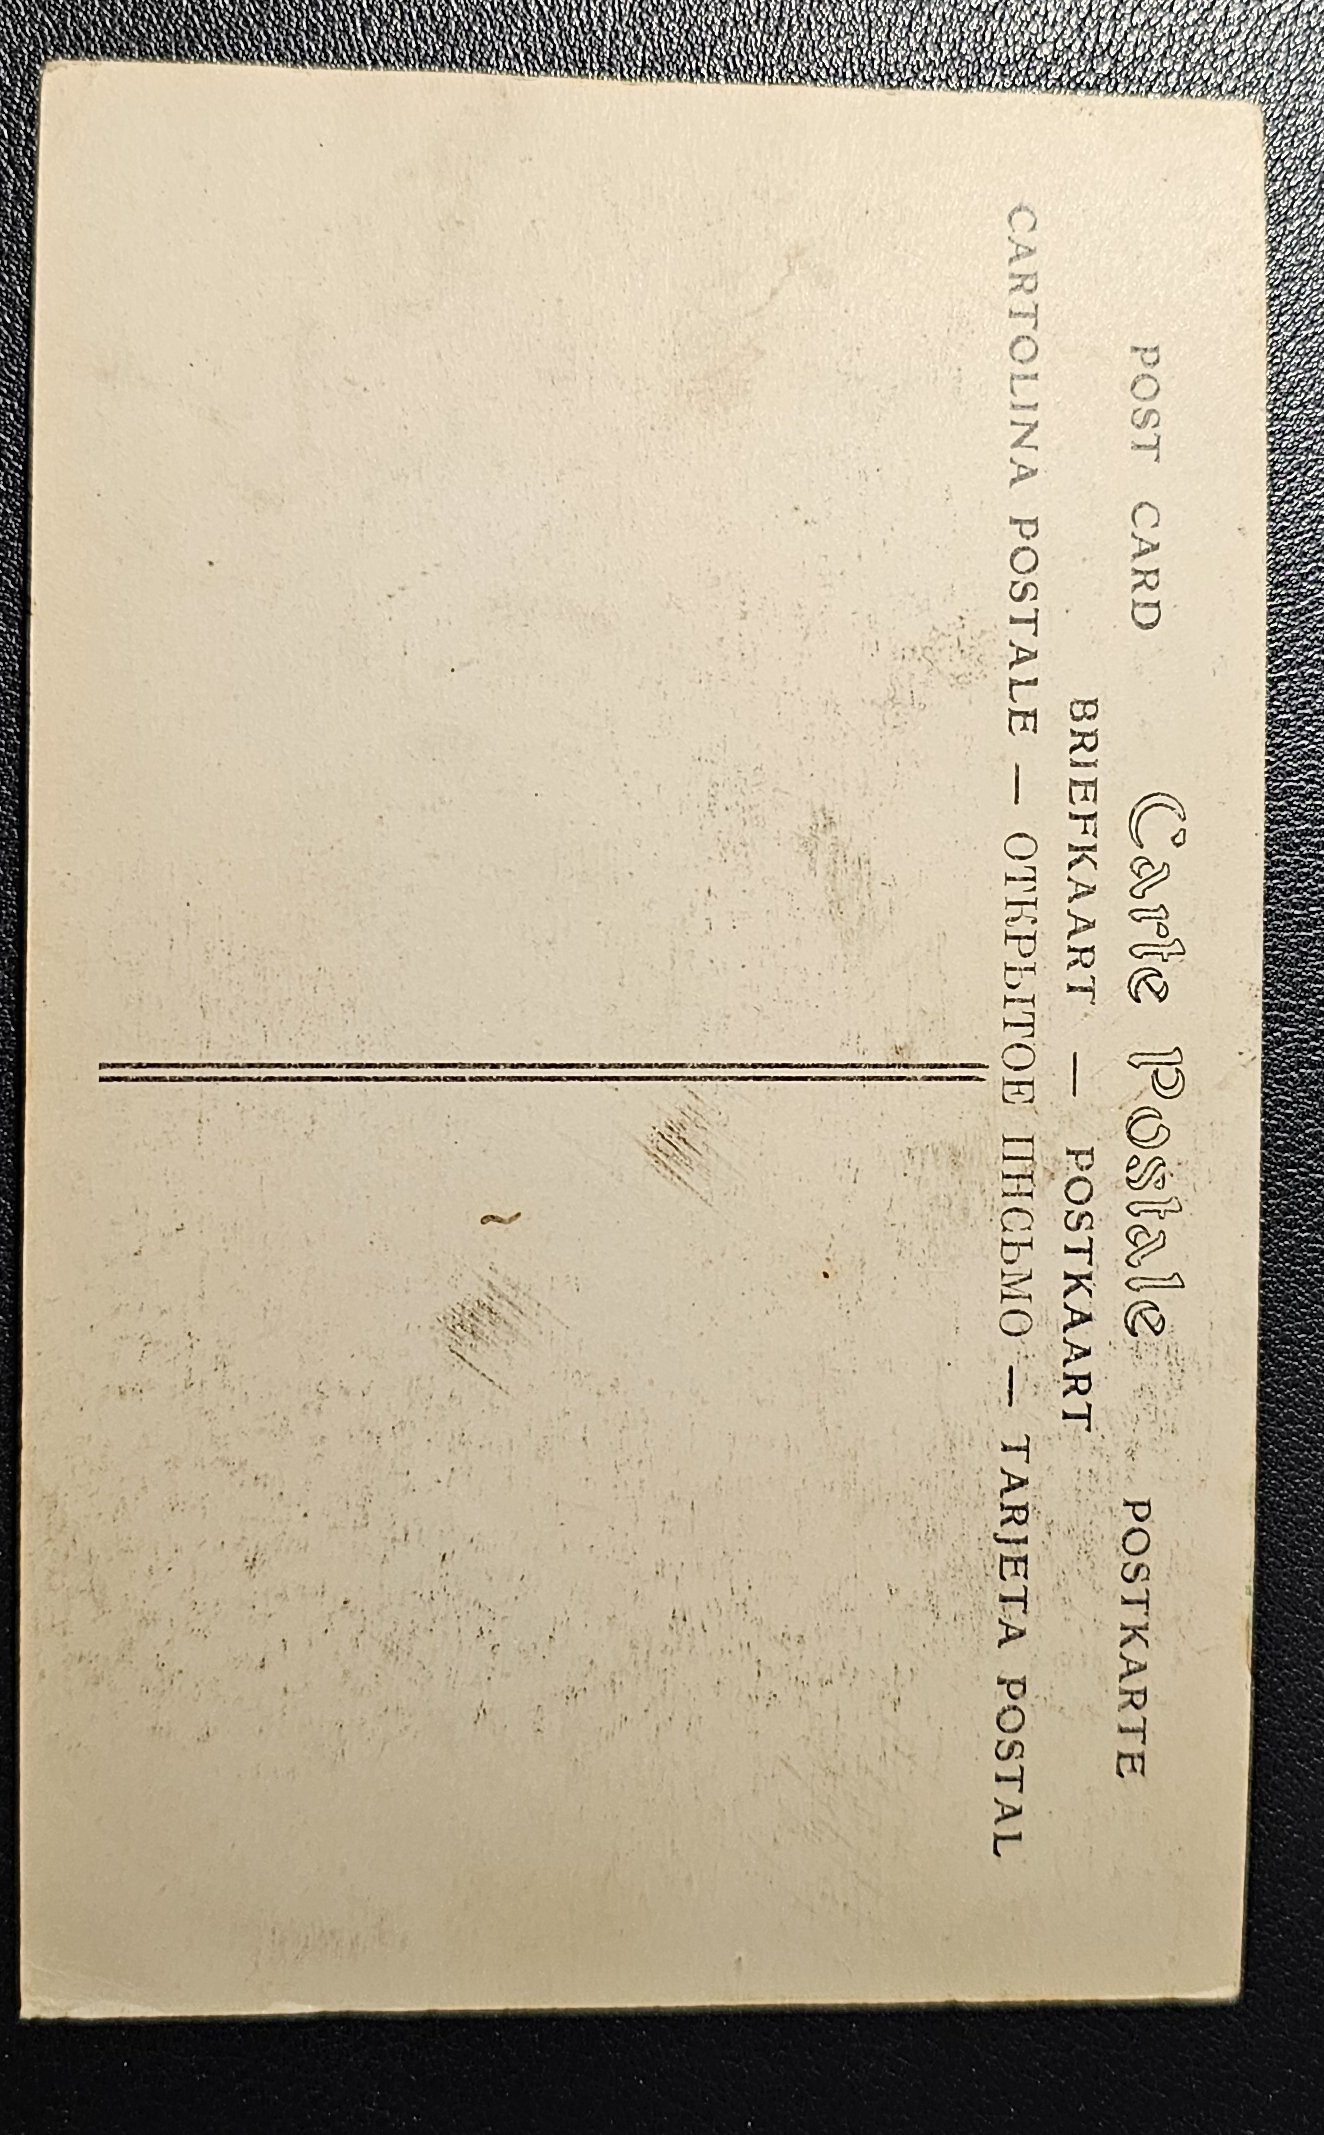 POST CARD Carte Postale POSTKARTE
BRIEFKAART — POSTKAART
CARTOLINA POSTALE — ОТКРЫТОЕ ПИСЬМО — TARJETA POSTAL